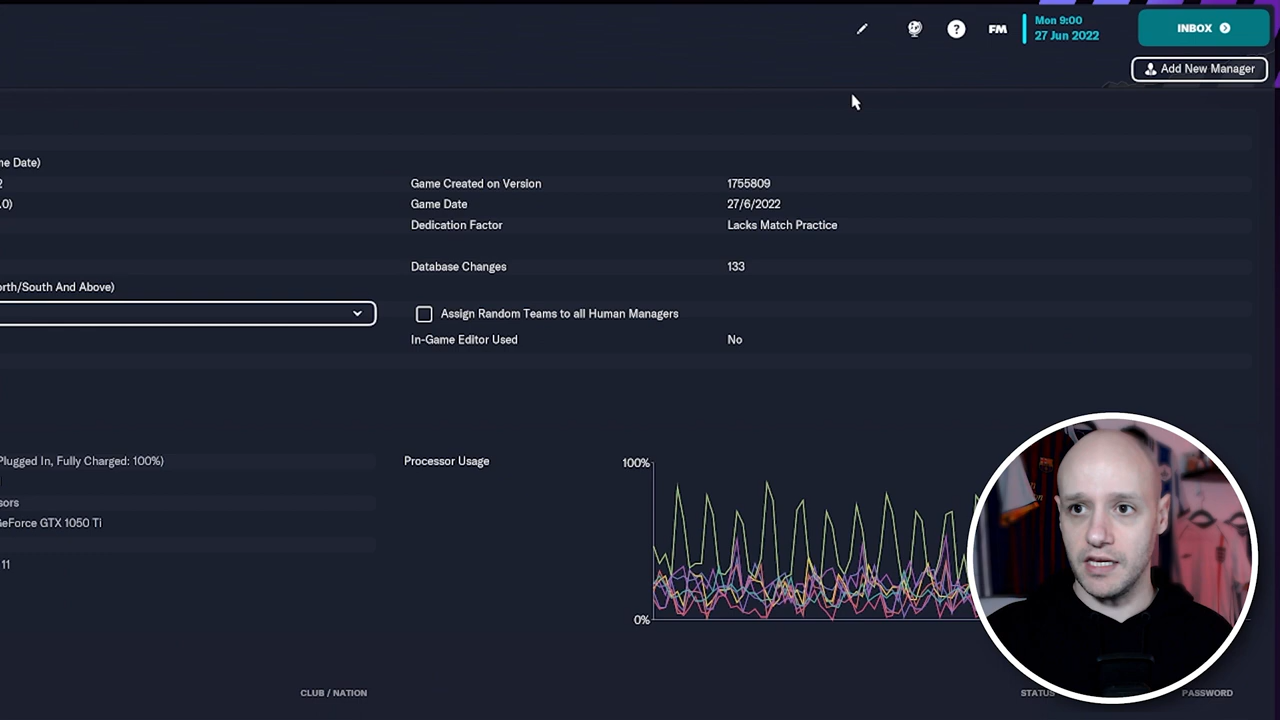 Mon 9:00
27 Jun 2022
INBOX
FM
Add New Manager
me Date)
2
Game Created on Version 1755809
.0)
Game Date 27/6/2022
Dedication Factor Lacks Match Practice
Database Changes 133
orth/South And Above)
Assign Random Teams to all Human Managers
In-Game Editor Used No
Plugged In, Fully Charged: 100%)
Processor Usage
100%
sors
eForce GTX 1050 Ti
11
0%
CLUB / NATION
STATUS
PASSWORD